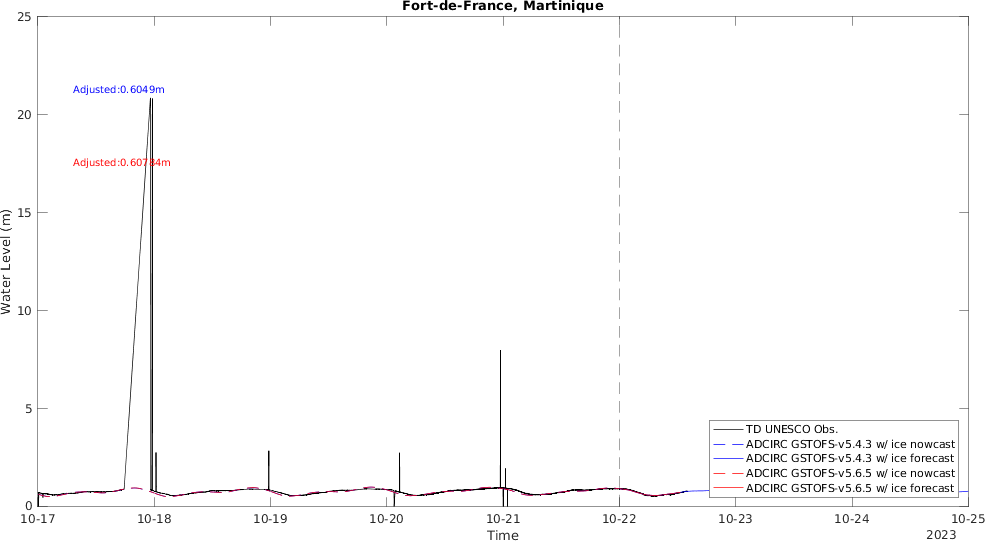 Fort-de-France, Martinique
25
20
15
10
5
0
Water Level (m)
Adjusted:0.6049m
Adjusted:0.60784m
TD UNESCO Obs.
ADCIRC GSTOFS-v5.4.3 w/ ice nowcast
ADCIRC GSTOFS-v5.4.3 w/ ice forecast
ADCIRC GSTOFS-v5.6.5 w/ ice nowcast
ADCIRC GSTOFS-v5.6.5 w/ ice forecast
10-17 10-18 10-19 10-20 10-21 10-22 10-23 10-24 10-25
Time
2023